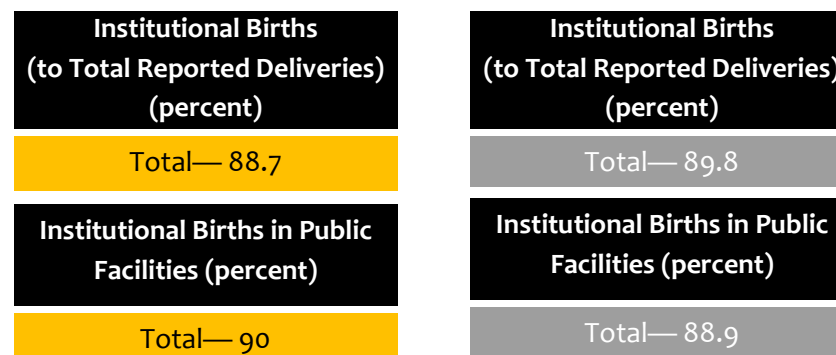 Institutional Births
(to Total Reported Deliveries)
(percent)
Total— 88.7
Institutional Births in Public
Facilities (percent)
Total— 90
Institutional Births
(to Total Reported Deliveries)
(percent)
Total— 89.8
Institutional Births in Public
Facilities (percent)
Total— 88.9